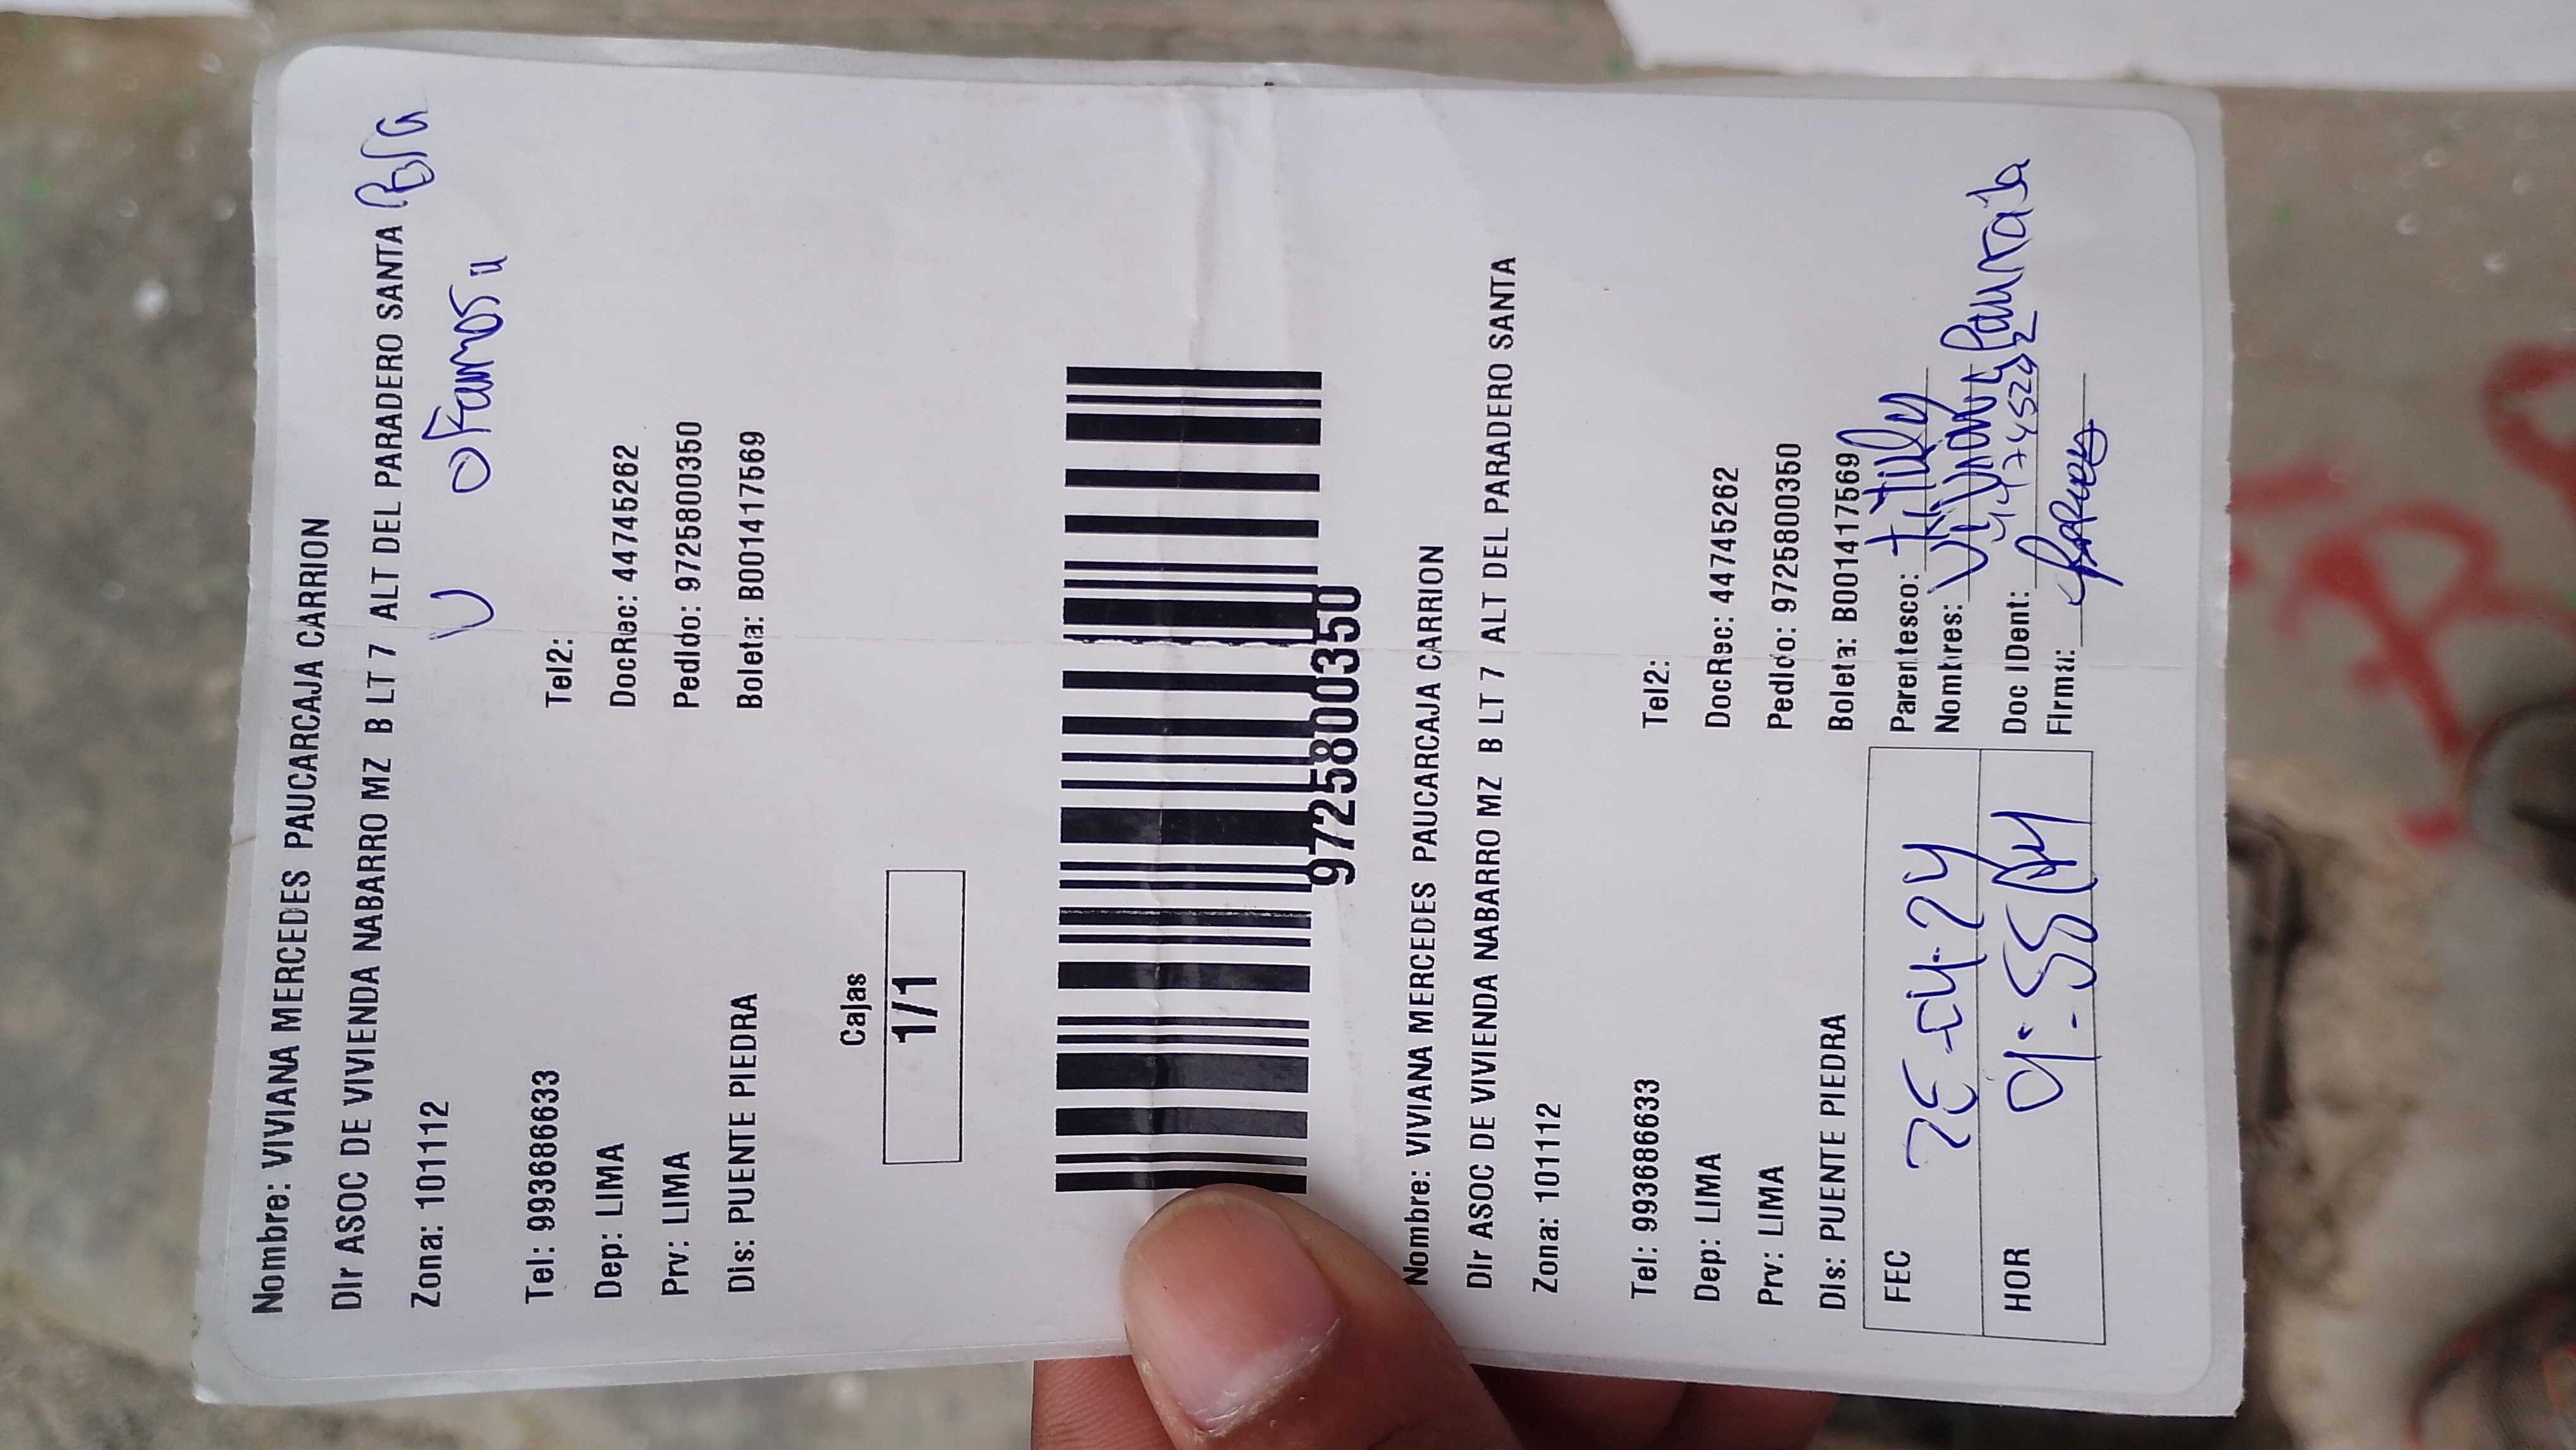 Nombre: VIVIANA MERCEDES PAUCARCAJA CARRION
Dir ASOC DE VIVIENDA NABARRO MZ B LT 7 ALT DEL PARADERO SANTA Rosa
Zona: 101112
Tel: 993686633 Tel2:
Dep: LIMA DocRec: 44745262
Prv: LIMA Pedido: 9725800350
Dis: PUENTE PIEDRA Boleta: B001417569
Cajas
1/1
9725800350
Nombre: VIVIANA MERCEDES PAUCARCAJA CARRION
Dir ASOC DE VIVIENDA NABARRO MZ B LT 7 ALT DEL PARADERO SANTA
Zona: 101112
Tel: 993686633 Tel2:
Dep: LIMA DocRec: 44745262
Prv: LIMA Pedido: 9725800350
Dis: PUENTE PIEDRA Boleta: B001417569
FEC
HOR
Parentesco: titular
Nombres: Viviana
Doc IDent:
Firma: